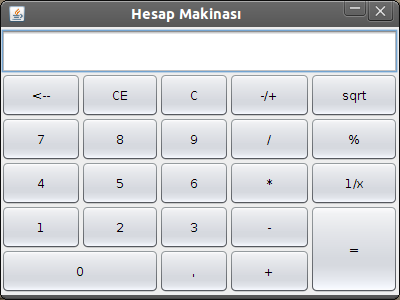 Hesap Makinası
<-- CE C -/+ sqrt
7 8 9 / %
4 5 6 * 1/x
1 2 3 - =
0 , +